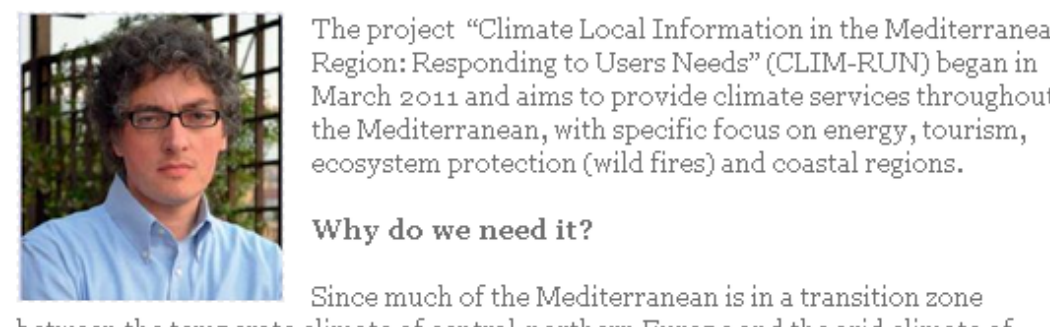 The project “Climate Local Information in the Mediterranea
Region: Responding to Users Needs” (CLIM-RUN) began in
March 2011 and aims to provide climate services throughout
the Mediterranean, with specific focus on energy, tourism,
ecosystem protection (wild fires) and coastal regions.
Why do we need it?
Since much of the Mediterranean is in a transition zone
between the temperate climate of central-northern Europe and the arid climate of